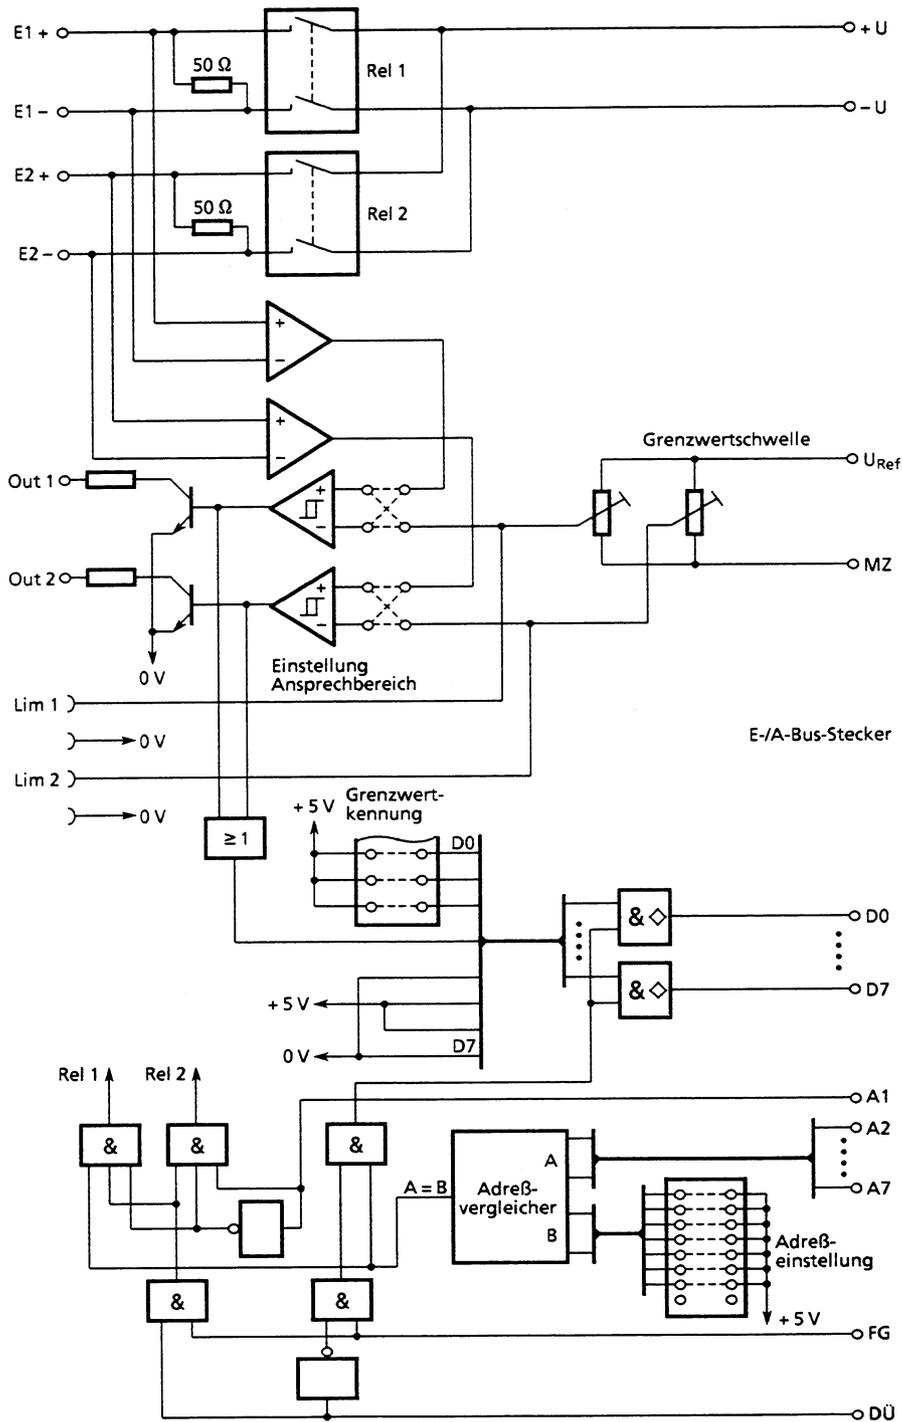 E1 +
+ U
50 Ω
Rel 1
E1 –
– U
E2 +
50 Ω
Rel 2
E2 –
+
–
+
–
Grenzwertschwelle
URef
Out 1
+
–
MZ
Out 2
+
–
0 V
Einstellung
Ansprechbereich
Lim 1
0 V
E-/A-Bus-Stecker
Lim 2
0 V
Grenzwert-
kennung
+ 5 V
≥ 1
D0
&
D0
&
D7
+ 5 V
D7
0 V
Rel 1
Rel 2
A1
&
&
&
A2
A
A = B
Adreß-
vergleicher
A7
B
Adreß-
einstellung
&
&
+ 5 V
FG
DÜ